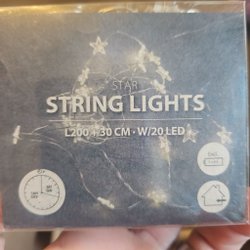 STAR
STRING LIGHTS
L200 + 30 CM • W/20 LED